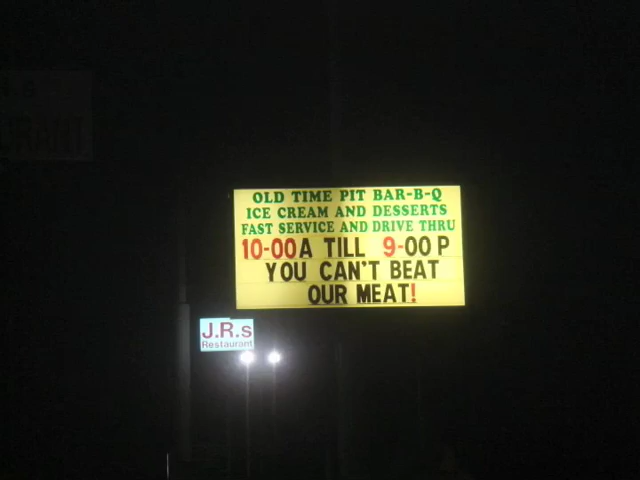 OLD TIME PIT BAR-B-Q
ICE CREAM AND DESSERTS
FAST SERVICE AND DRIVE THRU
10-00A TILL 9-00 P
YOU CAN'T BEAT
OUR MEAT!
J.R.s
Restaurant